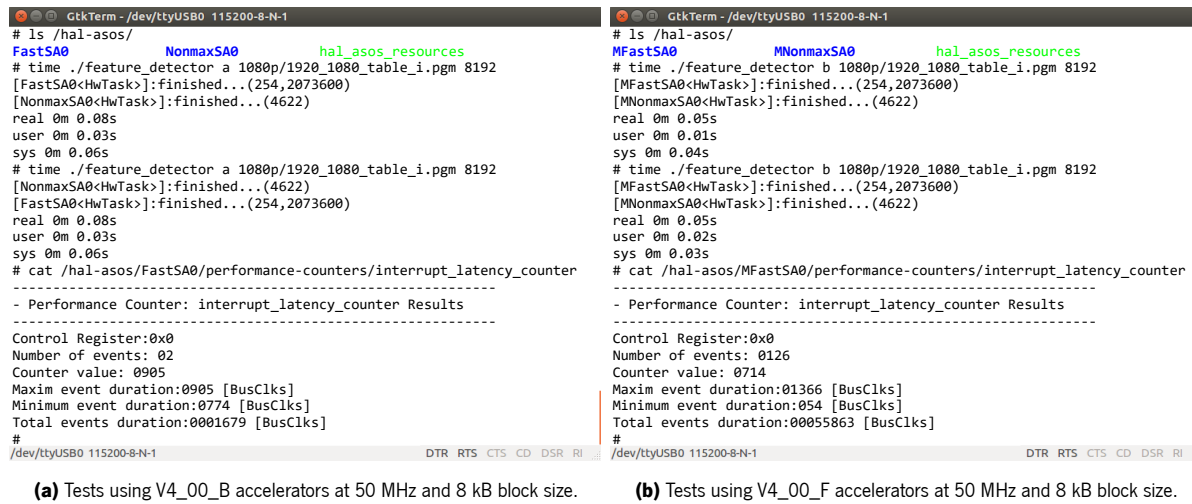 GtkTerm - /dev/ttyUSB0 115200-8-N-1
# ls /hal-asos/
FastSA0 NonmaxSA0 hal_asos_resources
# time ./feature_detector a 1080p/1920_1080_table_i.pgm 8192
[FastSA0<HwTask>]:finished...(254,2073600)
[NonmaxSA0<HwTask>]:finished...(4622)
real 0m 0.08s
user 0m 0.03s
sys 0m 0.06s
# time ./feature_detector a 1080p/1920_1080_table_i.pgm 8192
[NonmaxSA0<HwTask>]:finished...(4622)
[FastSA0<HwTask>]:finished...(254,2073600)
real 0m 0.08s
user 0m 0.03s
sys 0m 0.06s
# cat /hal-asos/FastSA0/performance-counters/interrupt_latency_counter
------------------------------------------------------------
- Performance Counter: interrupt_latency_counter Results
------------------------------------------------------------
Control Register:0x0
Number of events: 02
Counter value: 0905
Maxim event duration:0905 [BusClks]
Minimum event duration:0774 [BusClks]
Total events duration:0001679 [BusClks]
#
/dev/ttyUSB0 115200-8-N-1 DTR RTS CTS CD DSR RI
(a) Tests using V4_00_B accelerators at 50 MHz and 8 kB block size.
GtkTerm - /dev/ttyUSB0 115200-8-N-1
# ls /hal-asos/
MFastSA0 MNonmaxSA0 hal_asos_resources
# time ./feature_detector b 1080p/1920_1080_table_i.pgm 8192
[MFastSA0<HwTask>]:finished...(254,2073600)
[MNonmaxSA0<HwTask>]:finished...(4622)
real 0m 0.05s
user 0m 0.01s
sys 0m 0.04s
# time ./feature_detector b 1080p/1920_1080_table_i.pgm 8192
[MFastSA0<HwTask>]:finished...(254,2073600)
[MNonmaxSA0<HwTask>]:finished...(4622)
real 0m 0.05s
user 0m 0.02s
sys 0m 0.03s
# cat /hal-asos/MFastSA0/performance-counters/interrupt_latency_counter
------------------------------------------------------------
- Performance Counter: interrupt_latency_counter Results
------------------------------------------------------------
Control Register:0x0
Number of events: 0126
Counter value: 0714
Maxim event duration:01366 [BusClks]
Minimum event duration:054 [BusClks]
Total events duration:00055863 [BusClks]
#
/dev/ttyUSB0 115200-8-N-1 DTR RTS CTS CD DSR RI
(b) Tests using V4_00_F accelerators at 50 MHz and 8 kB block size.